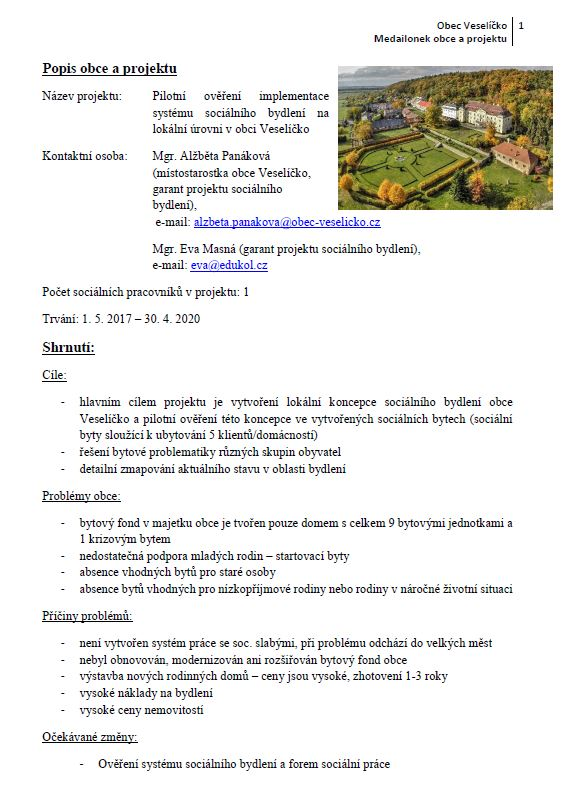 Obec Veselíčko 1
Medailonek obce a projektu
Popis obce a projektu
Název projektu: Pilotní ověření implementace
systému sociálního bydlení na
lokální úrovni v obci Veselíčko
Kontaktní osoba: Mgr. Alžběta Panáková
(místostarostka obce Veselíčko,
garant projektu sociálního
bydlení),
e-mail: alzbeta.panakova@obec-veselicko.cz
Mgr. Eva Masná (garant projektu sociálního bydlení),
e-mail: eva@edukol.cz
Počet sociálních pracovníků v projektu: 1
Trvání: 1. 5. 2017 – 30. 4. 2020
Shrnutí:
Cíle:
- hlavním cílem projektu je vytvoření lokální koncepce sociálního bydlení obce
Veselíčko a pilotní ověření této koncepce ve vytvořených sociálních bytech (sociální
byty sloužící k ubytování 5 klientů/domácností)
- řešení bytové problematiky různých skupin obyvatel
- detailní zmapování aktuálního stavu v oblasti bydlení
Problémy obce:
- bytový fond v majetku obce je tvořen pouze domem s celkem 9 bytovými jednotkami a
1 krizovým bytem
- nedostatečná podpora mladých rodin – startovací byty
- absence vhodných bytů pro staré osoby
- absence bytů vhodných pro nízkopříjmové rodiny nebo rodiny v náročné životní situaci
Příčiny problémů:
- není vytvořen systém práce se soc. slabými, při problému odchází do velkých měst
- nebyl obnovován, modernizován ani rozšiřován bytový fond obce
- výstavba nových rodinných domů – ceny jsou vysoké, zhotovení 1-3 roky
- vysoké náklady na bydlení
- vysoké ceny nemovitostí
Očekávané změny:
- Ověření systému sociálního bydlení a forem sociální práce